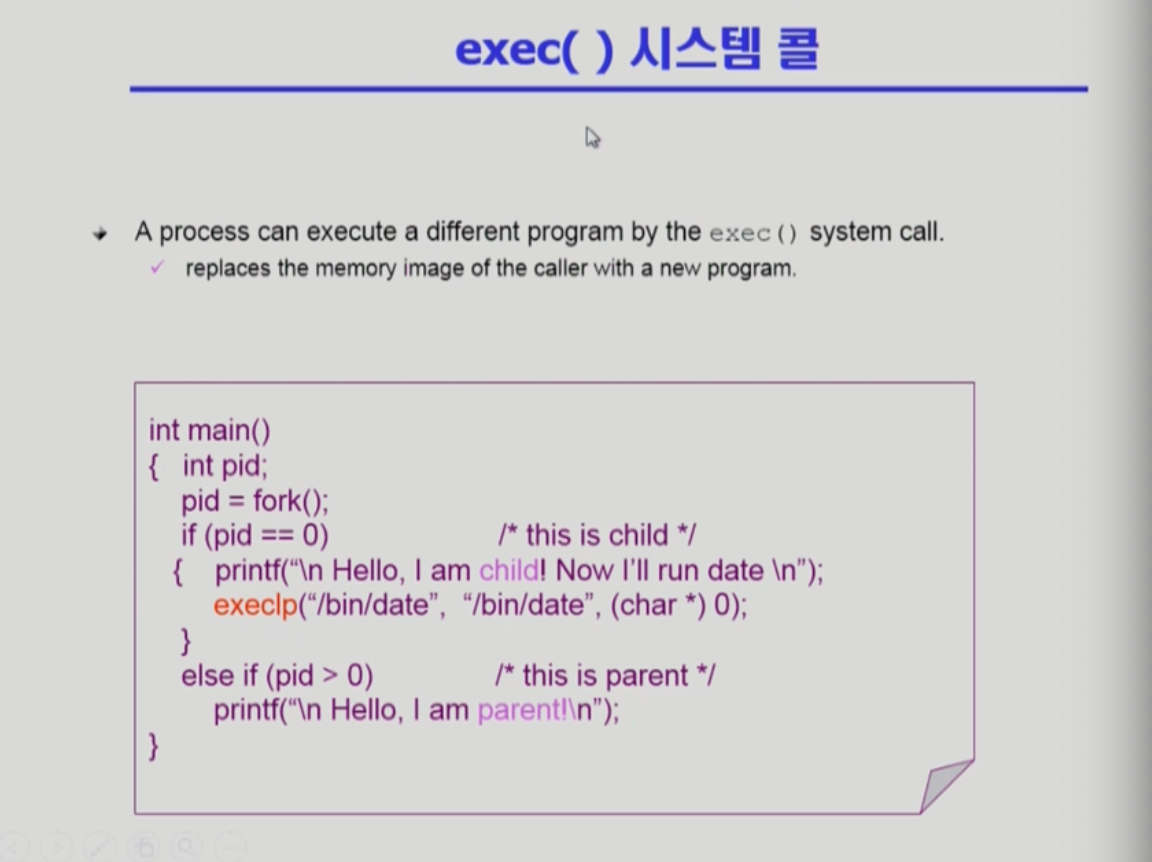 exec( ) 시스템 콜
A process can execute a different program by the exec() system call.
replaces the memory image of the caller with a new program.
int main()
{ int pid;
pid = fork();
if (pid == 0) /* this is child */
{ printf(“\n Hello, I am child! Now I’ll run date \n”);
execlp(“/bin/date”, “/bin/date”, (char *) 0);
}
else if (pid > 0) /* this is parent */
printf(“\n Hello, I am parent!\n”);
}